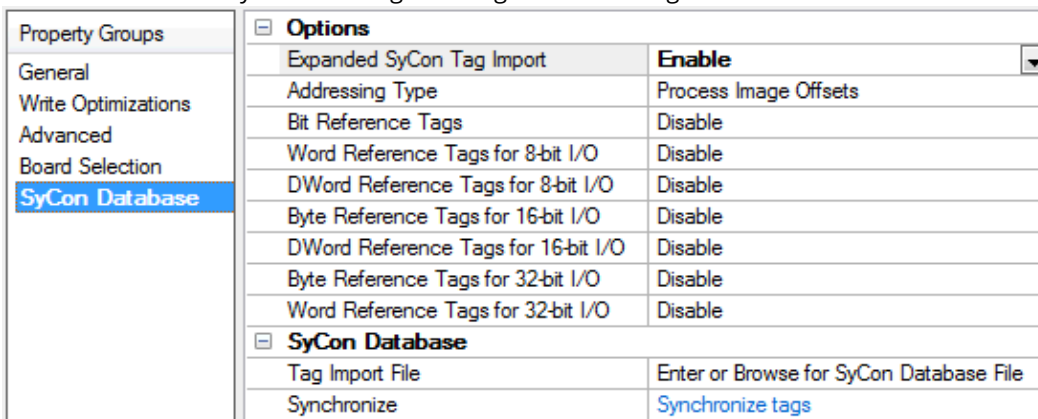 Property Groups
General
Write Optimizations
Advanced
Board Selection
SyCon Database
Options
Expanded SyCon Tag Import Enable
Addressing Type Process Image Offsets
Bit Reference Tags Disable
Word Reference Tags for 8-bit I/O Disable
DWord Reference Tags for 8-bit I/O Disable
Byte Reference Tags for 16-bit I/O Disable
DWord Reference Tags for 16-bit I/O Disable
Byte Reference Tags for 32-bit I/O Disable
Word Reference Tags for 32-bit I/O Disable
SyCon Database
Tag Import File Enter or Browse for SyCon Database File
Synchronize Synchronize tags